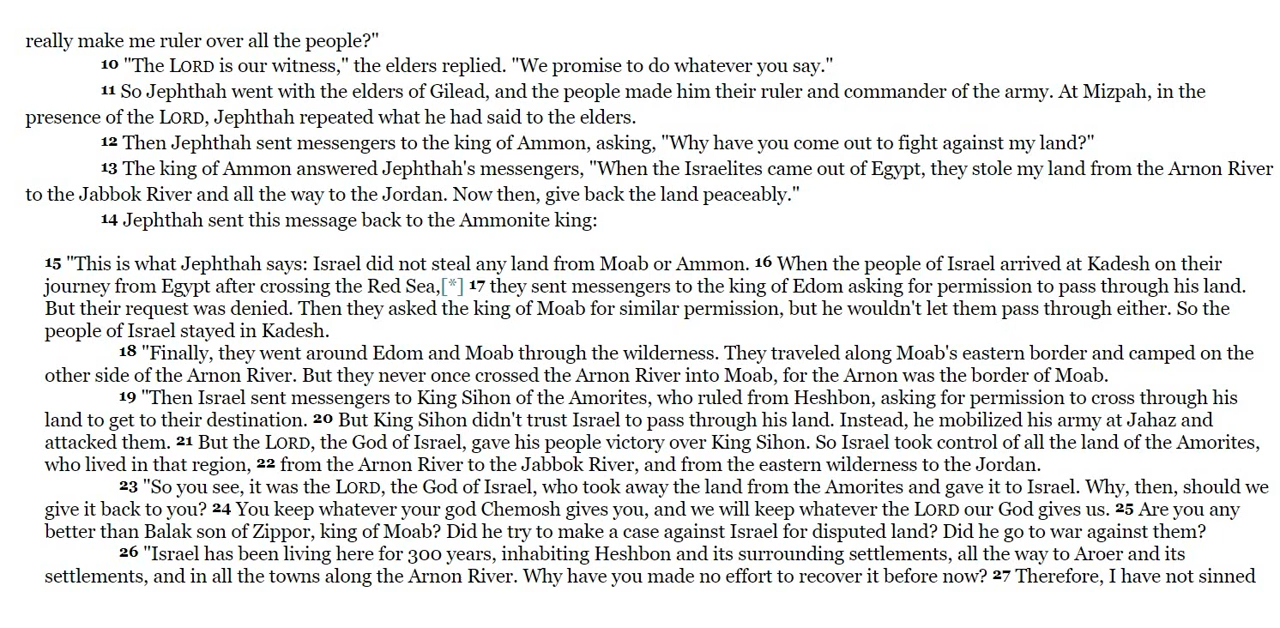 really make me ruler over all the people?"
10 "The LORD is our witness," the elders replied. "We promise to do whatever you say."
11 So Jephthah went with the elders of Gilead, and the people made him their ruler and commander of the army. At Mizpah, in the
presence of the LORD, Jephthah repeated what he had said to the elders.
12 Then Jephthah sent messengers to the king of Ammon, asking, "Why have you come out to fight against my land?"
13 The king of Ammon answered Jephthah's messengers, "When the Israelites came out of Egypt, they stole my land from the Arnon River
to the Jabbok River and all the way to the Jordan. Now then, give back the land peaceably."
14 Jephthah sent this message back to the Ammonite king:
15 "This is what Jephthah says: Israel did not steal any land from Moab or Ammon. 16 When the people of Israel arrived at Kadesh on their
journey from Egypt after crossing the Red Sea,[*] 17 they sent messengers to the king of Edom asking for permission to pass through his land.
But their request was denied. Then they asked the king of Moab for similar permission, but he wouldn't let them pass through either. So the
people of Israel stayed in Kadesh.
18 "Finally, they went around Edom and Moab through the wilderness. They traveled along Moab's eastern border and camped on the
other side of the Arnon River. But they never once crossed the Arnon River into Moab, for the Arnon was the border of Moab.
19 "Then Israel sent messengers to King Sihon of the Amorites, who ruled from Heshbon, asking for permission to cross through his
land to get to their destination. 20 But King Sihon didn't trust Israel to pass through his land. Instead, he mobilized his army at Jahaz and
attacked them. 21 But the LORD, the God of Israel, gave his people victory over King Sihon. So Israel took control of all the land of the Amorites,
who lived in that region, 22 from the Arnon River to the Jabbok River, and from the eastern wilderness to the Jordan.
23 "So you see, it was the LORD, the God of Israel, who took away the land from the Amorites and gave it to Israel. Why, then, should we
give it back to you? 24 You keep whatever your god Chemosh gives you, and we will keep whatever the LORD our God gives us. 25 Are you any
better than Balak son of Zippor, king of Moab? Did he try to make a case against Israel for disputed land? Did he go to war against them?
26 "Israel has been living here for 300 years, inhabiting Heshbon and its surrounding settlements, all the way to Aroer and its
settlements, and in all the towns along the Arnon River. Why have you made no effort to recover it before now? 27 Therefore, I have not sinned